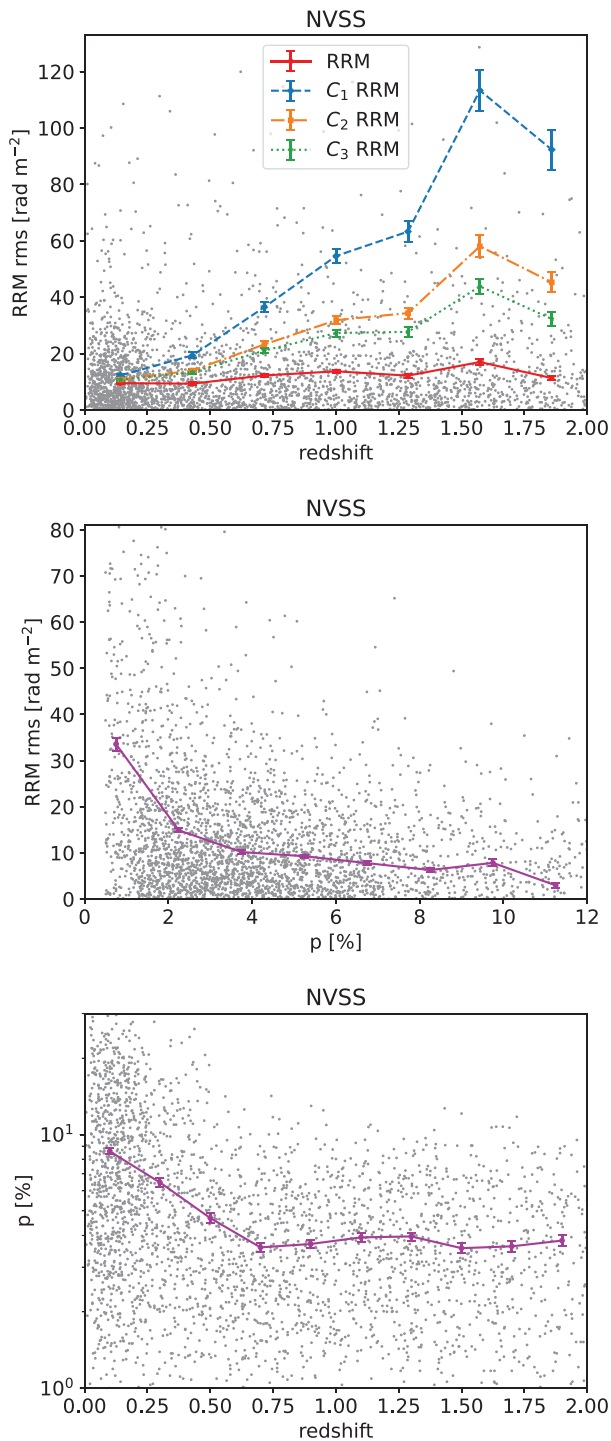 NVSS
RRM
C₁ RRM
C₂ RRM
C₃ RRM
RRM rms [rad m⁻²]
120
100
80
60
40
20
0
0.00 0.25 0.50 0.75 1.00 1.25 1.50 1.75 2.00
redshift
NVSS
RRM rms [rad m⁻²]
80
70
60
50
40
30
20
10
0
0 2 4 6 8 10 12
p [%]
NVSS
p [%]
10¹
10⁰
0.00 0.25 0.50 0.75 1.00 1.25 1.50 1.75 2.00
redshift